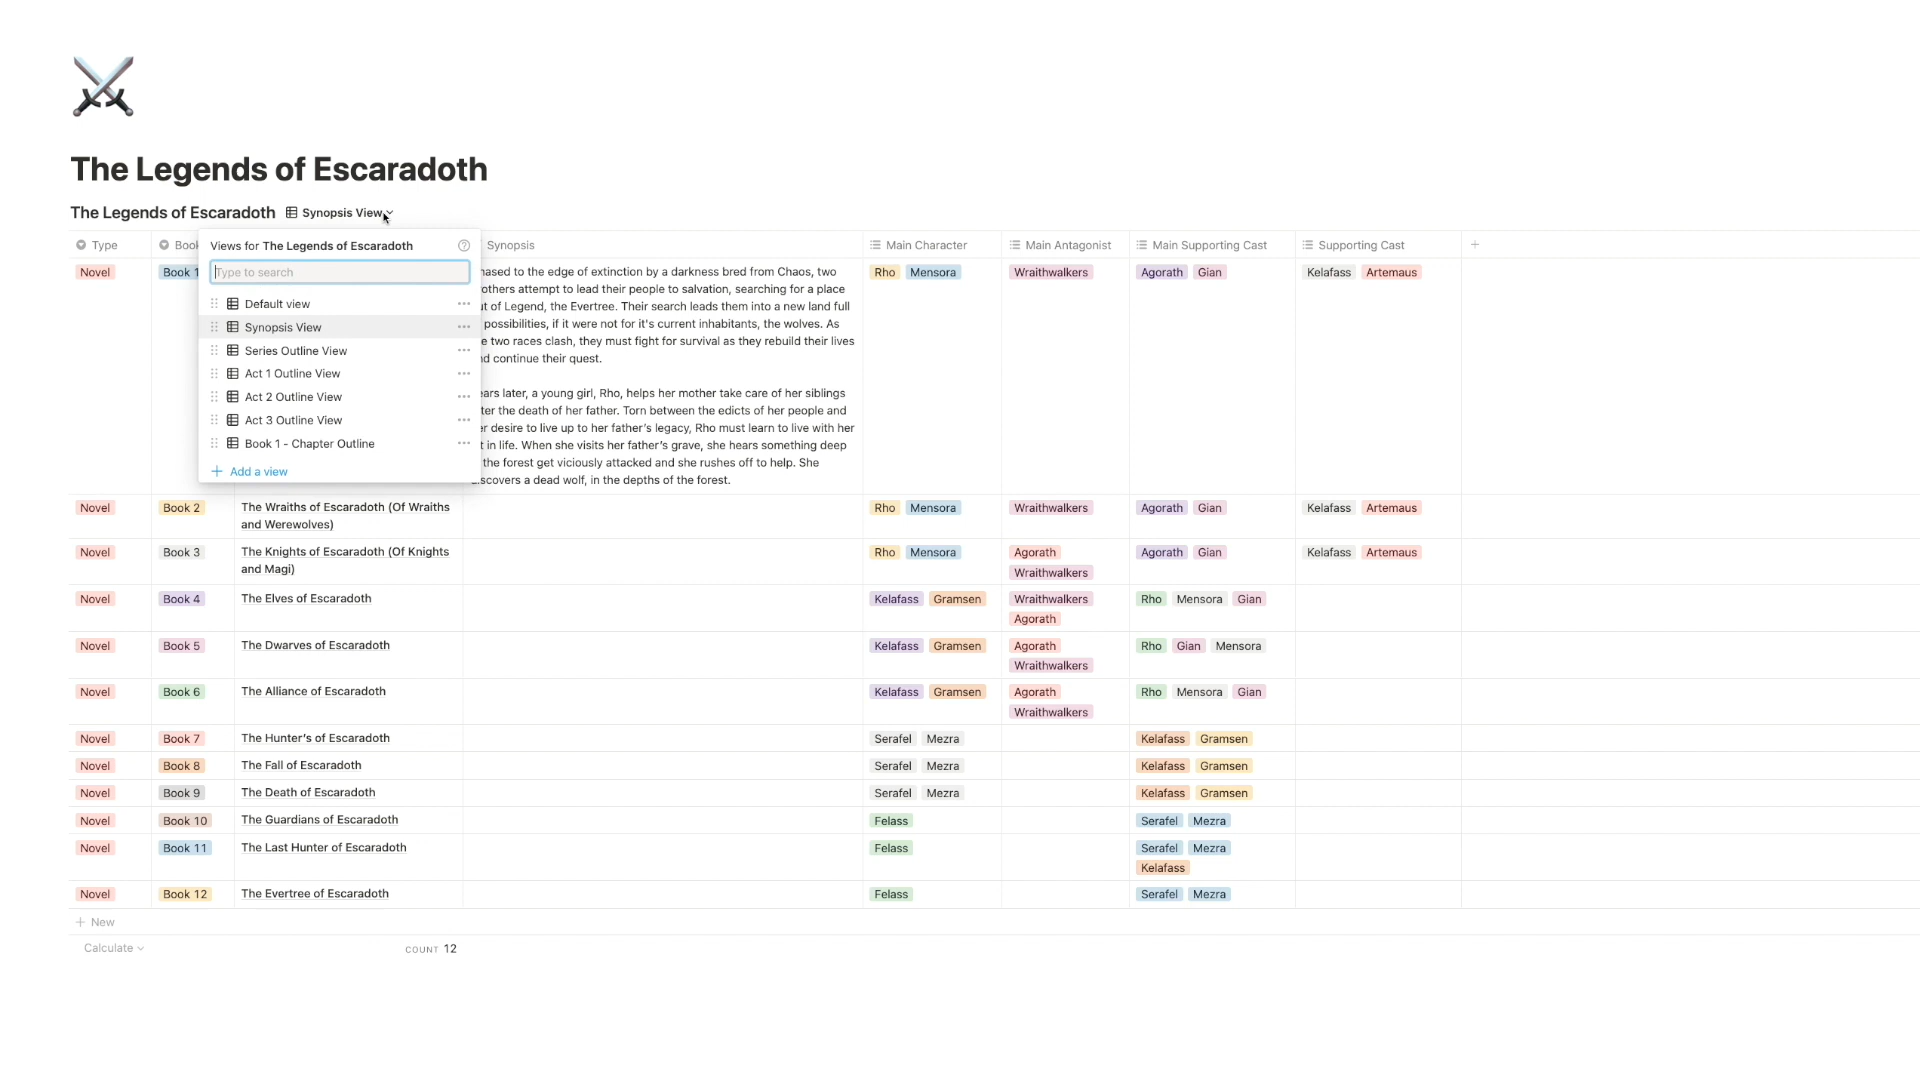 The Legends of Escaradoth
The Legends of Escaradoth Synopsis View
Type Synopsis Main Character Main Antagonist Main Supporting Cast Supporting Cast
Views for The Legends of Escaradoth
Type to search
Default view
Synopsis View
Series Outline View
Act 1 Outline View
Act 2 Outline View
Act 3 Outline View
Book 1 - Chapter Outline
Add a view
Novel Book 1 Rho Mensora Wraithwalkers Agorath Gian Kelafass Artemaus
to the edge of extinction by a darkness bred from Chaos, two
attempt to lead their people to salvation, searching for a place
of Legend, the Evertree. Their search leads them into a new land full
possibilities, if it were not for it's current inhabitants, the wolves. As
two races clash, they must fight for survival as they rebuild their lives
continue their quest.
later, a young girl, Rho, helps her mother take care of her siblings
the death of her father. Torn between the edicts of her people and
desire to live up to her father's legacy, Rho must learn to live with her
in life. When she visits her father's grave, she hears something deep
the forest get viciously attacked and she rushes off to help. She
a dead wolf, in the depths of the forest.
Novel Book 2 The Wraiths of Escaradoth (Of Wraiths Rho Mensora Wraithwalkers Agorath Gian Kelafass Artemaus
and Werewolves)
Novel Book 3 The Knights of Escaradoth (Of Knights Rho Mensora Agorath Agorath Gian Kelafass Artemaus
and Magi) Wraithwalkers
Novel Book 4 The Elves of Escaradoth Kelafass Gramsen Wraithwalkers Rho Mensora Gian
Agorath
Novel Book 5 The Dwarves of Escaradoth Kelafass Gramsen Agorath Rho Gian Mensora
Wraithwalkers
Novel Book 6 The Alliance of Escaradoth Kelafass Gramsen Agorath Rho Mensora Gian
Wraithwalkers
Novel Book 7 The Hunter's of Escaradoth Serafel Mezra Kelafass Gramsen
Novel Book 8 The Fall of Escaradoth Serafel Mezra Kelafass Gramsen
Novel Book 9 The Death of Escaradoth Serafel Mezra Kelafass Gramsen
Novel Book 10 The Guardians of Escaradoth Felass Serafel Mezra
Novel Book 11 The Last Hunter of Escaradoth Felass Serafel Mezra
Kelafass
Novel Book 12 The Evertree of Escaradoth Felass Serafel Mezra
New
Calculate COUNT 12